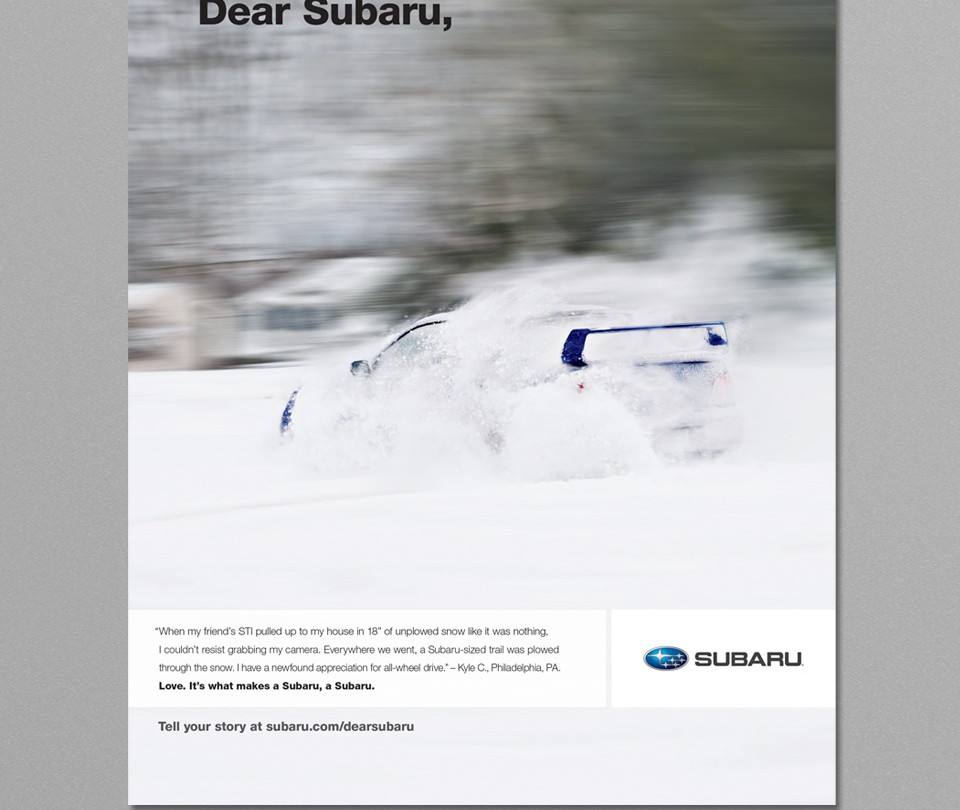 Dear Subaru,
“When my friend’s STI pulled up to my house in 18” of unplowed snow like it was nothing,
I couldn’t resist grabbing my camera. Everywhere we went, a Subaru-sized trail was plowed
through the snow. I have a newfound appreciation for all-wheel drive.” – Kyle C., Philadelphia, PA.
Love. It’s what makes a Subaru, a Subaru.
SUBARU
Tell your story at subaru.com/dearsubaru